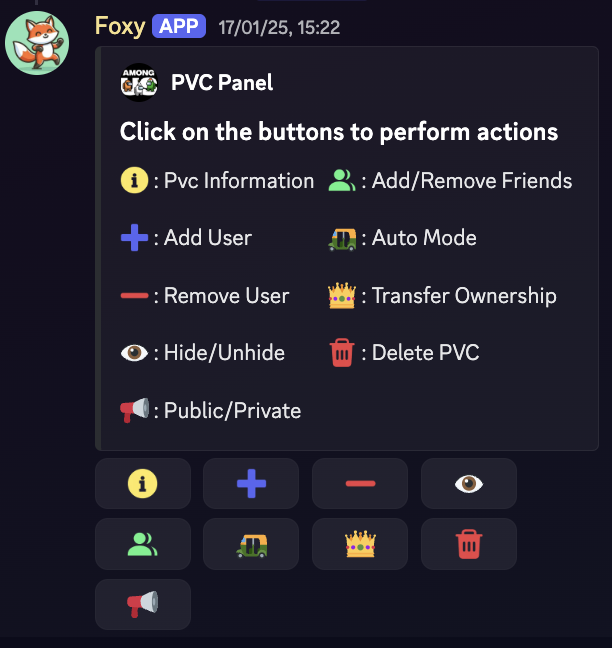 Foxy APP 17/01/25, 15:22
AMONG
PVC Panel
Click on the buttons to perform actions
: Pvc Information : Add/Remove Friends
: Add User : Auto Mode
: Remove User : Transfer Ownership
: Hide/Unhide : Delete PVC
: Public/Private